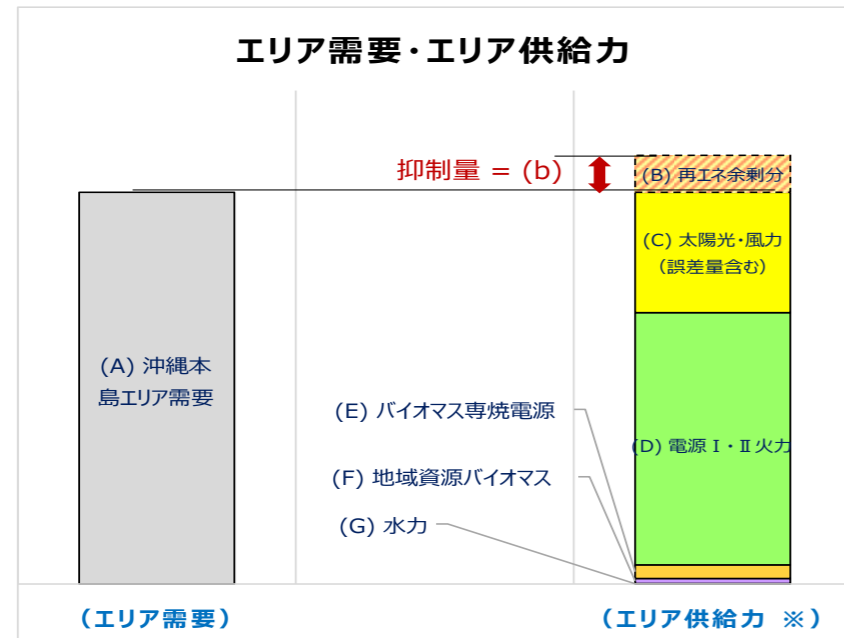 エリア需要・エリア供給力
抑制量 = (b)
(B) 再エネ余剰分
(C) 太陽光・風力
(誤差量含む)
(A) 沖縄本
島エリア需要
(E) バイオマス専焼電源
(D) 電源Ⅰ・Ⅱ火力
(F) 地域資源バイオマス
(G) 水力
(エリア需要)
(エリア供給力 ※)